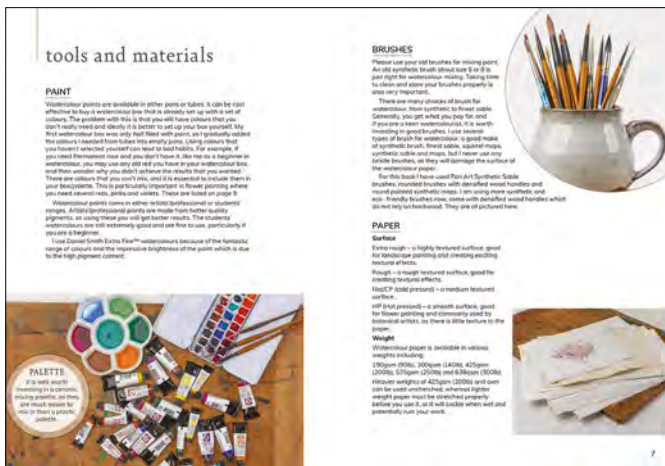 tools and materials
PAINT
Watercolour paints are available in either pans or tubes. It can be cost
effective to buy a watercolour box that is already set up with a set of
colours. The problem with this is that you will have colours that you
don't really need and ideally it is better to set up your box yourself. My
first watercolour box was only half filled with paint, as I gradually added
the colours I needed from tubes into empty pans. Using colours that
you haven't selected yourself can lead to bad habits. For example, if
you need Permanent rose and you don't have it, like me as a beginner in
watercolour, you may use any old red you have in your watercolour box,
and then wonder why you didn't achieve the results that you wanted.
There are colours that you can't mix, and it is essential to include them in
your box/palette. This is particularly important in flower painting where
you need several reds, pinks and violets. These are listed on page 9.
Watercolour paints come in either artists'/professional or students'
ranges. Artists'/professional paints are made from better quality
pigments, so using these you will get better results. The students'
watercolours are still extremely good and are fine to use, particularly if
you are a beginner.
I use Daniel Smith Extra Fine™ watercolours because of the fantastic
range of colours and the impressive brightness of the paint which is due
to the high pigment content.
PALETTE
It is well worth
investing in a ceramic
mixing palette, as they
are much easier to
mix in than a plastic
palette.
BRUSHES
Please use your old brushes for mixing paint.
An old synthetic brush about size 6 or 8 is
just right for watercolour mixing. Taking time
to clean and store your brushes properly is
also very important.
There are many choices of brush for
watercolour, from synthetic to finest sable.
Generally, you get what you pay for, and
if you are a keen watercolourist, it is worth
investing in good brushes. I use several
types of brush for watercolour: a good make
of synthetic brush, finest sable, squirrel mops,
synthetic sable and mops, but I never use any
bristle brushes, as they will damage the surface
of the watercolour paper.
For this book I have used Pan Art Synthetic Sable
brushes; rounded brushes with densified wood handles and
round pointed synthetic mops. I am using more synthetic and
eco- friendly brushes now, some with densified wood handles which
do not rely on hardwood. They are all pictured here.
PAPER
Surface
Extra rough – a highly textured surface, good
for landscape painting and creating exciting
textural effects.
Rough – a rough textured surface, good for
creating textural effects.
Not/CP (cold pressed) – a medium textured
surface.
HP (Hot pressed) – a smooth surface, good
for flower painting and commonly used by
botanical artists, as there is little texture to the
paper.
Weight
Watercolour paper is available in various
weights including:
190gsm (90lb), 300gsm (140lb), 425gsm
(200lb), 535gsm (250lb) and 638gsm (300lb)
Heavier weights of 425gsm (200lb) and over
can be used unstretched, whereas lighter
weight paper must be stretched properly
before you use it, or it will cockle when wet and
potentially ruin your work.
7